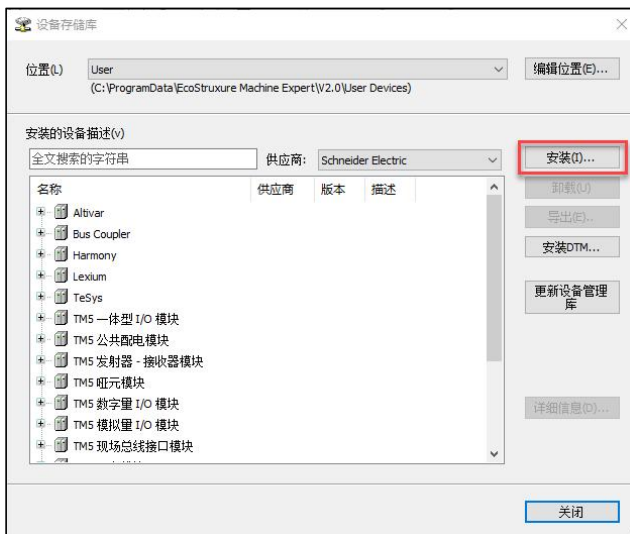 设备存储库
位置(L) User 编辑位置(E)...
(C:\ProgramData\EcoStruxure Machine Expert\V2.0\User Devices)
安装的设备描述(v)
全文搜索的字符串 供应商: Schneider Electric 安装(I)...
名称 供应商 版本 描述 卸载(U)
Altivar
导出(E)...
Bus Coupler
Harmony 安装DTM...
Lexium
TeSys 更新设备管理库
TM5 一体型 I/O 模块
TM5 公共配电模块
TM5 发射器 - 接收器模块
TM5 哑元模块
TM5 数字量 I/O 模块 详细信息(D)...
TM5 模拟量 I/O 模块
TM5 现场总线接口模块
关闭